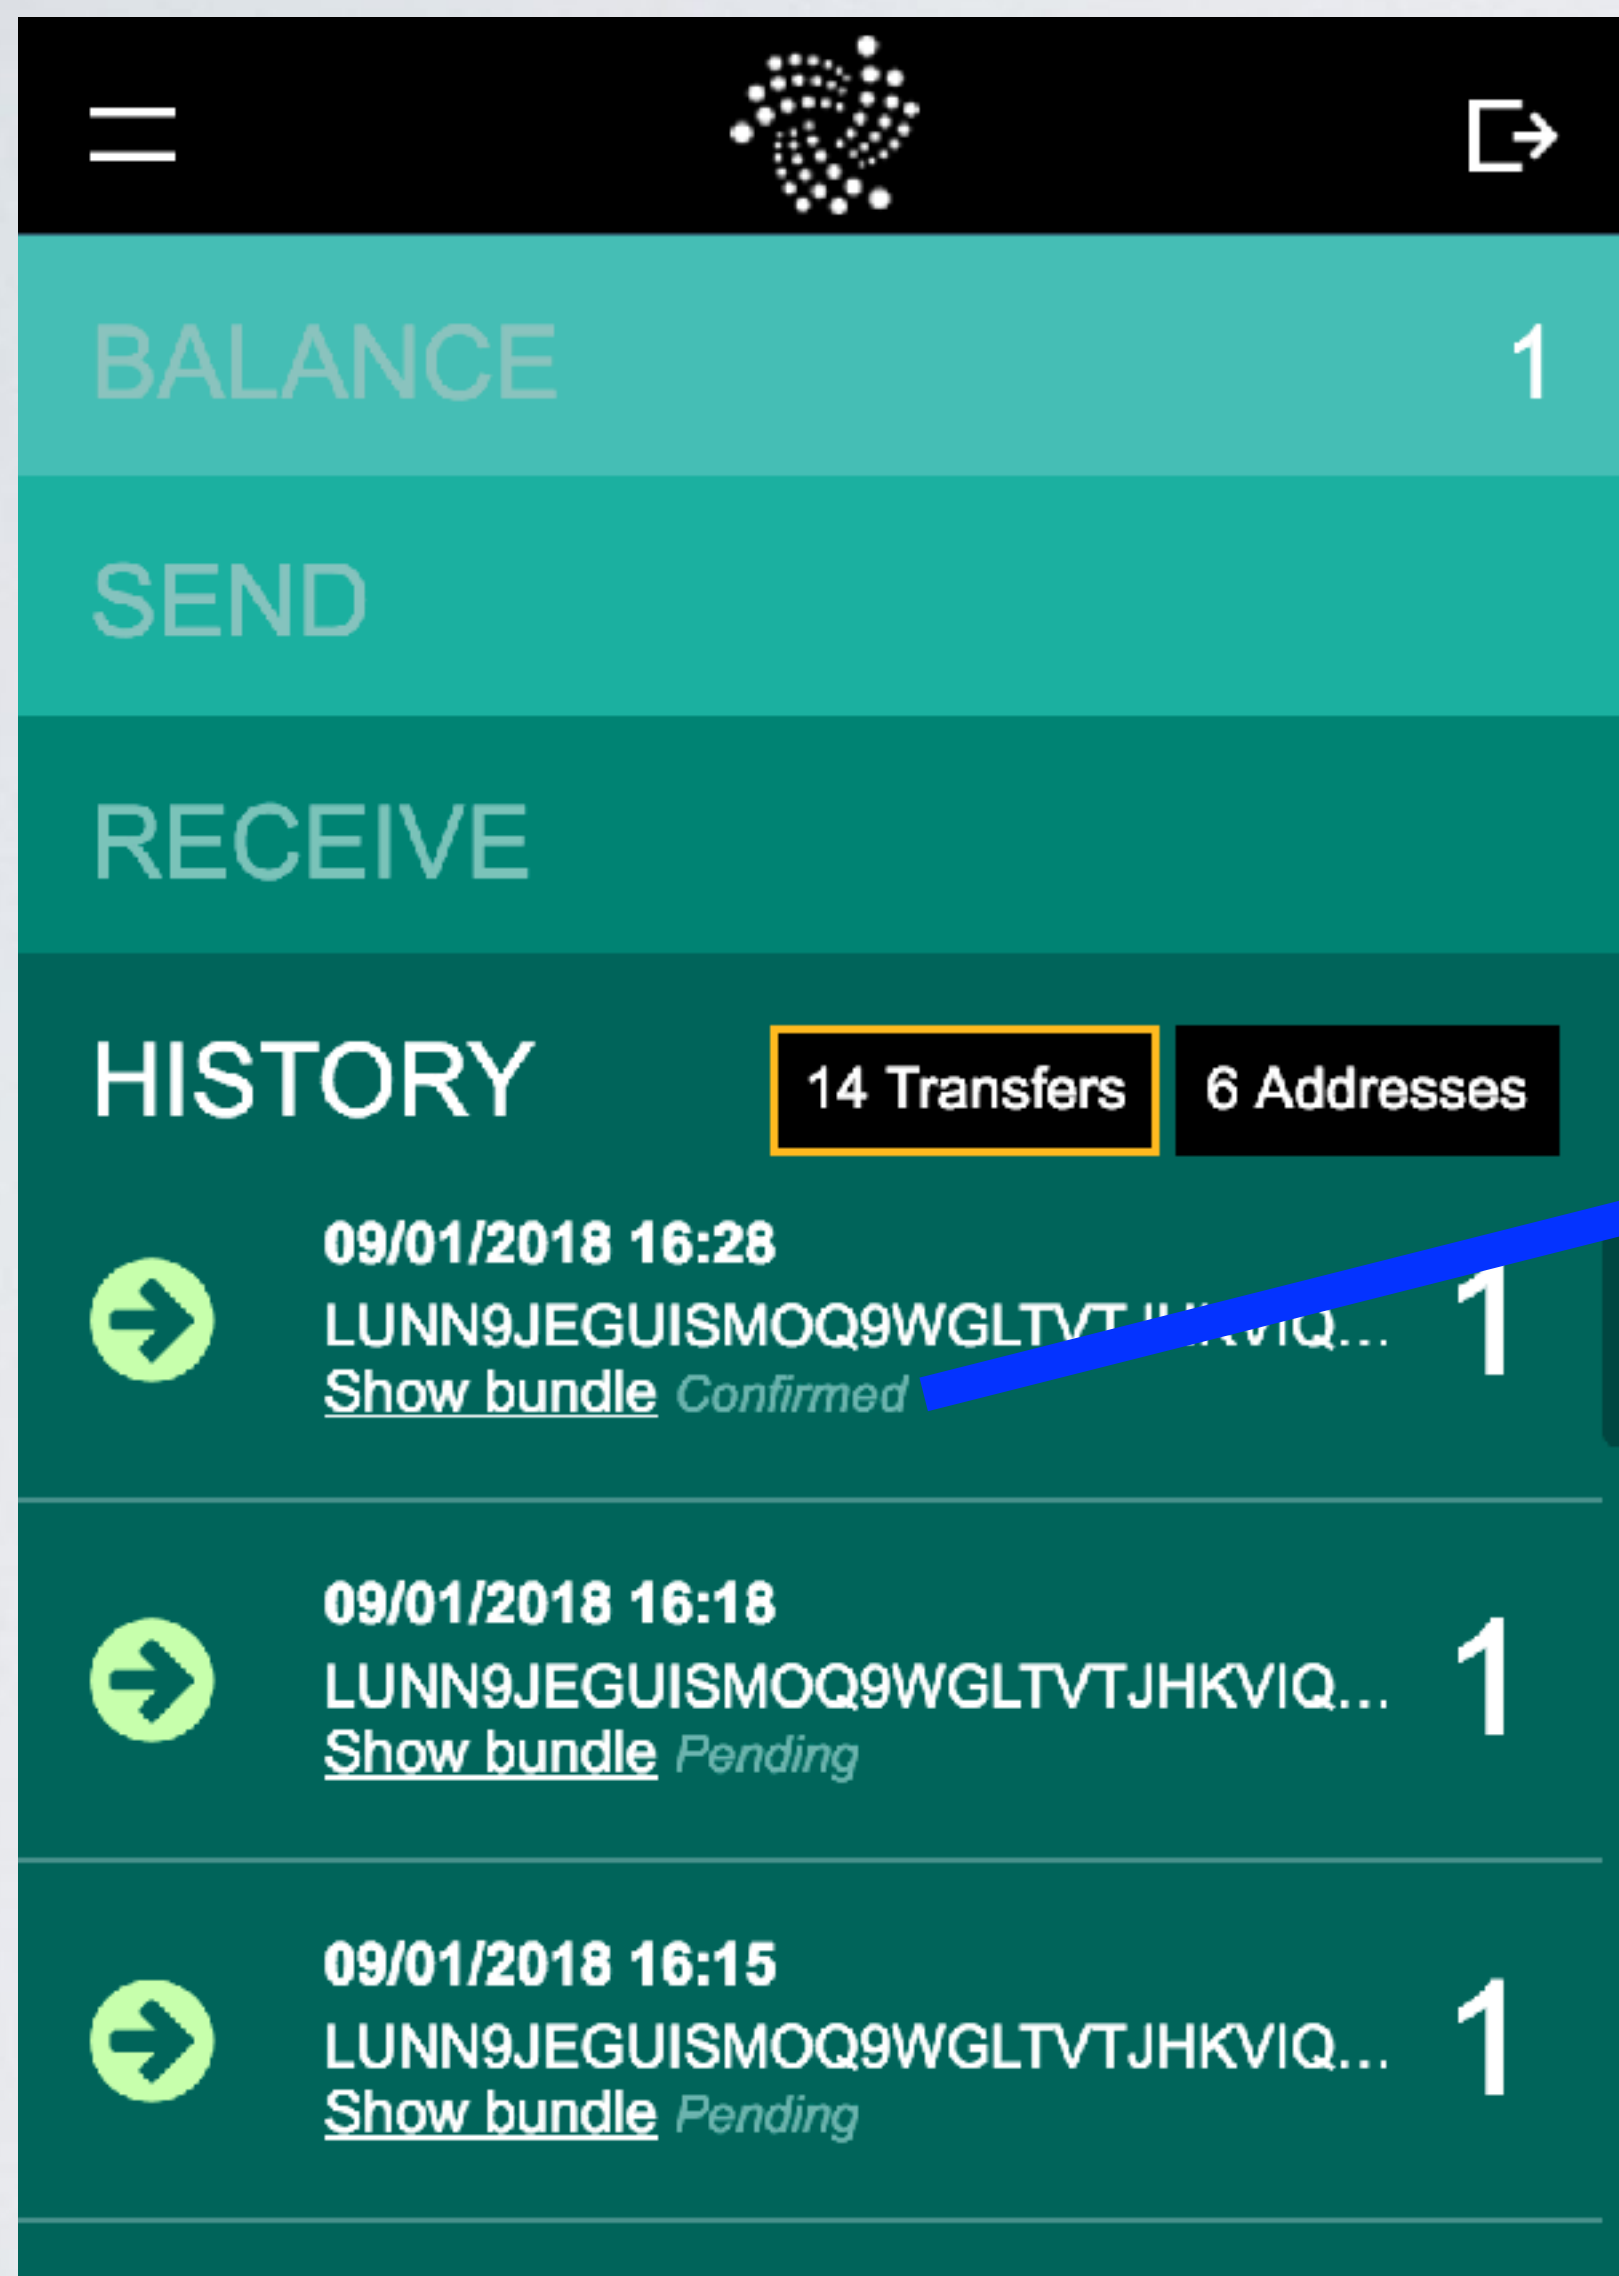 BALANCE 1
SEND
RECEIVE
HISTORY 14 Transfers 6 Addresses
09/01/2018 16:28
LUNN9JEGUISMOQ9WGLTVTJHKVIQ... 1
Show bundle Confirmed
09/01/2018 16:18
LUNN9JEGUISMOQ9WGLTVTJHKVIQ... 1
Show bundle Pending
09/01/2018 16:15
LUNN9JEGUISMOQ9WGLTVTJHKVIQ... 1
Show bundle Pending